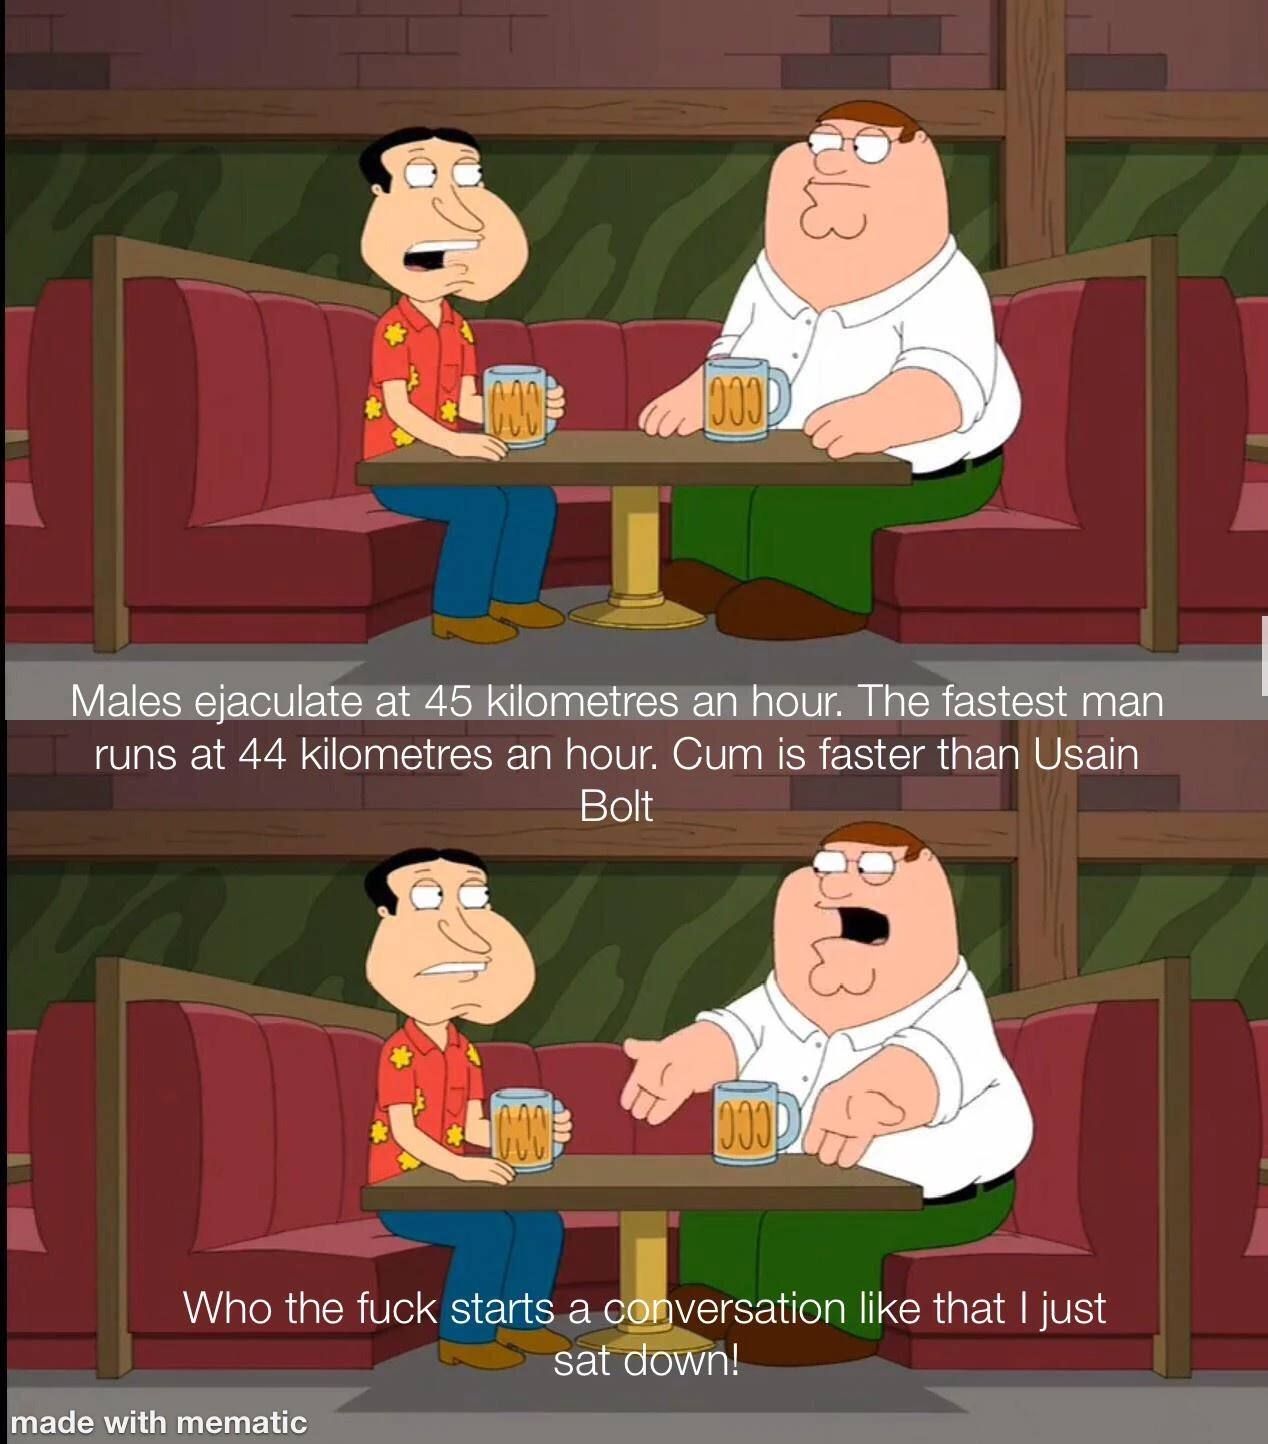 Males ejaculate at 45 kilometres an hour. The fastest man
runs at 44 kilometres an hour. Cum is faster than Usain
Bolt
Who the fuck starts a conversation like that I just
sat down!
made with mematic